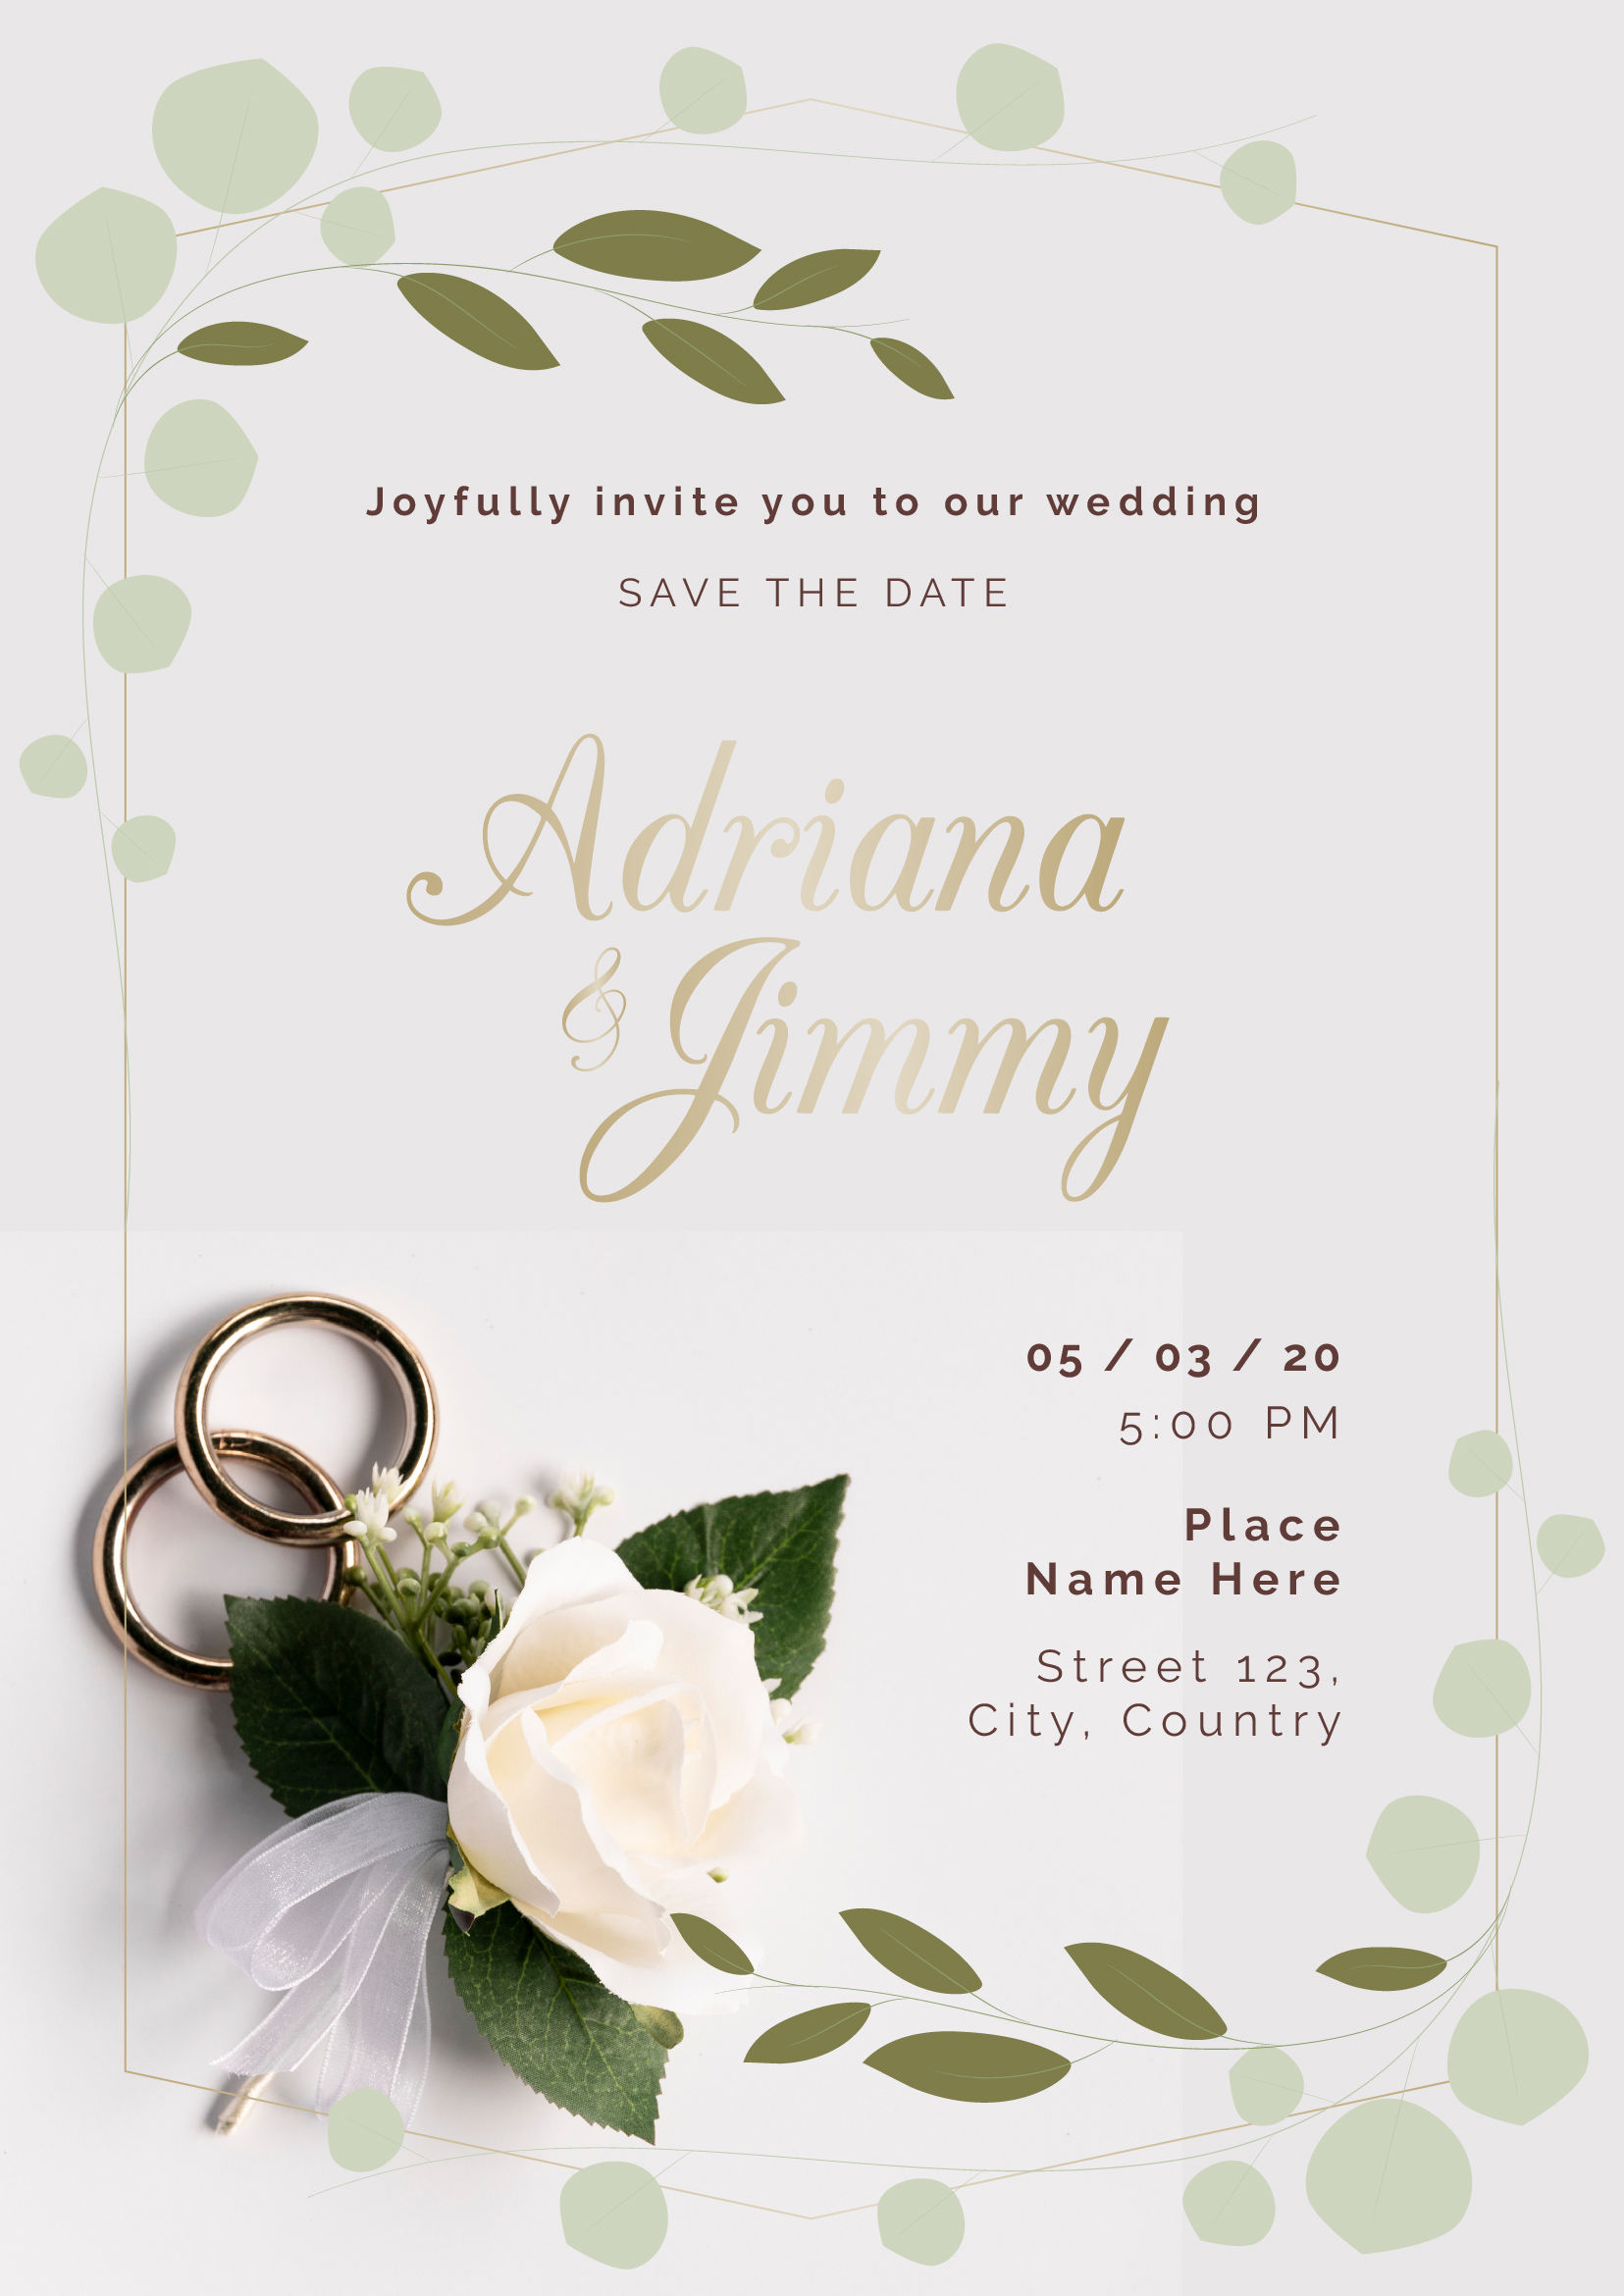 Joyfully invite you to our wedding
SAVE THE DATE
Adriana
& Jimmy
05 / 03 / 20
5:00 PM
Place
Name Here
Street 123,
City, Country